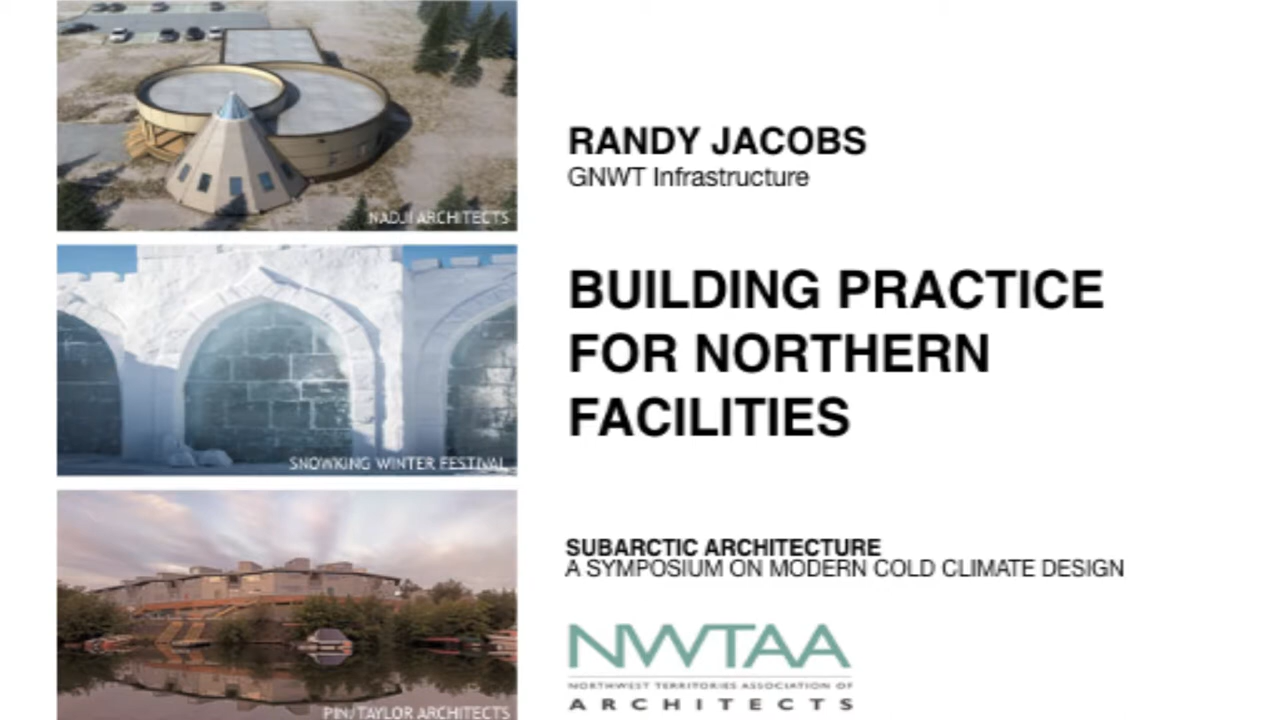 NADJI ARCHITECTS
SNOWKING WINTER FESTIVAL
PIN/TAYLOR ARCHITECTS
RANDY JACOBS
GNWT Infrastructure
BUILDING PRACTICE
FOR NORTHERN
FACILITIES
SUBARCTIC ARCHITECTURE
A SYMPOSIUM ON MODERN COLD CLIMATE DESIGN
NWTAA
NORTHWEST TERRITORIES ASSOCIATION OF
ARCHITECTS